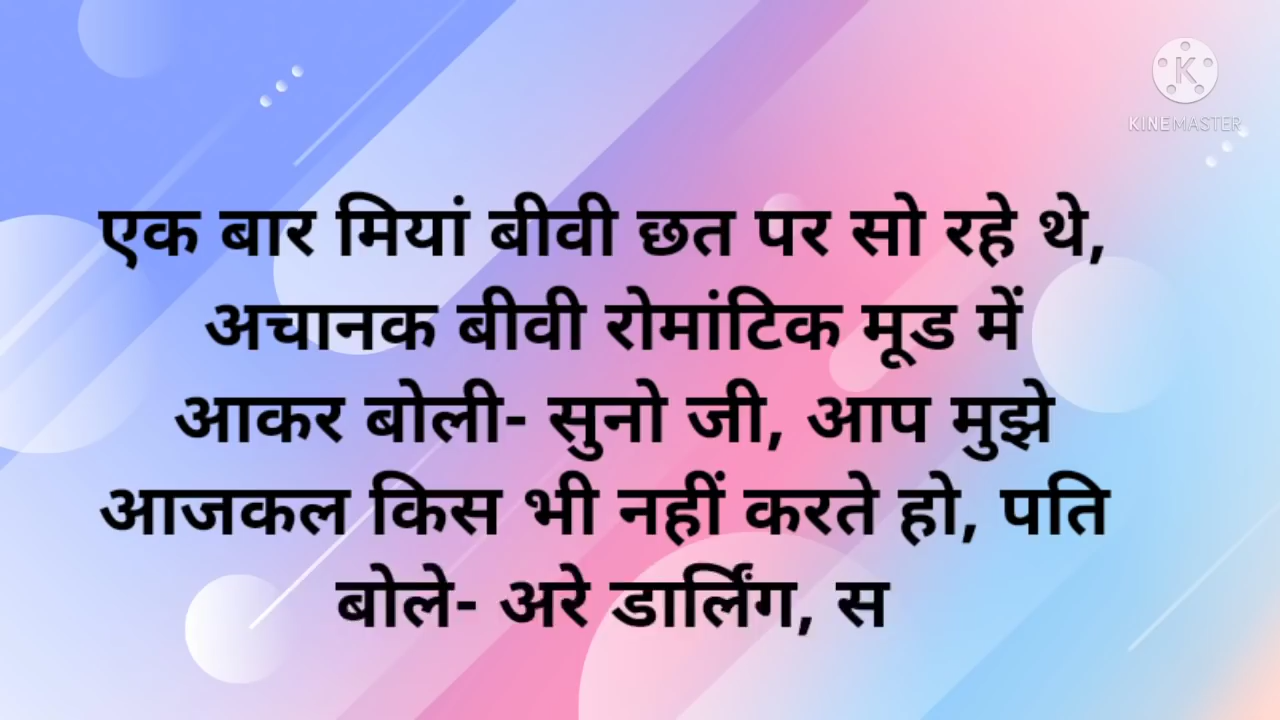 एक बार मियां बीवी छत पर सो रहे थे,
अचानक बीवी रोमांटिक मूड में
आकर बोली- सुनो जी, आप मुझे
आजकल किस भी नहीं करते हो, पति
बोले- अरे डार्लिंग, स
K
KINEMASTER